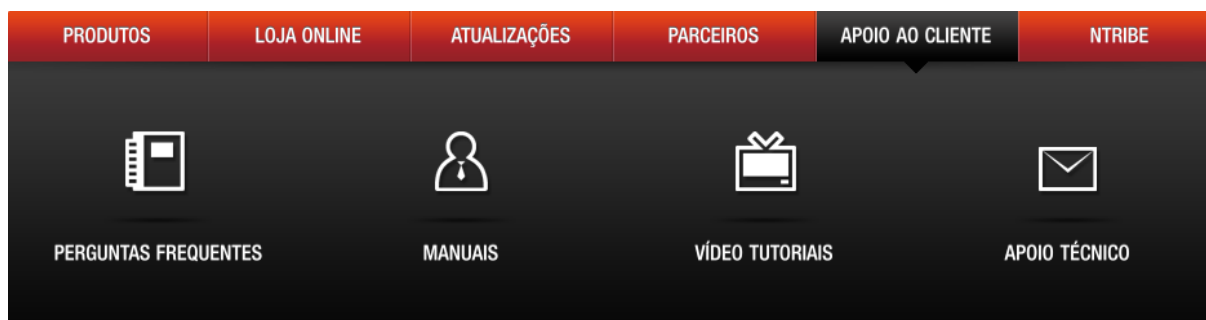 PRODUTOS LOJA ONLINE ATUALIZAÇÕES PARCEIROS APOIO AO CLIENTE NTRIBE
PERGUNTAS FREQUENTES MANUAIS VÍDEO TUTORIAIS APOIO TÉCNICO